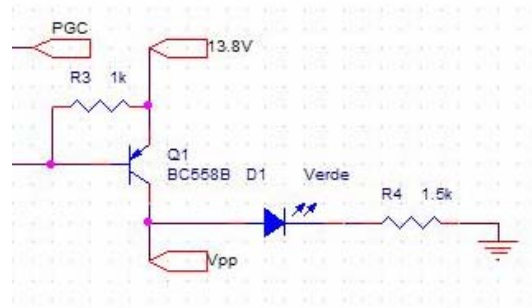 PGC
13.8V
R3 1k
Q1
BC558B D1 Verde
R4 1.5k
Vpp